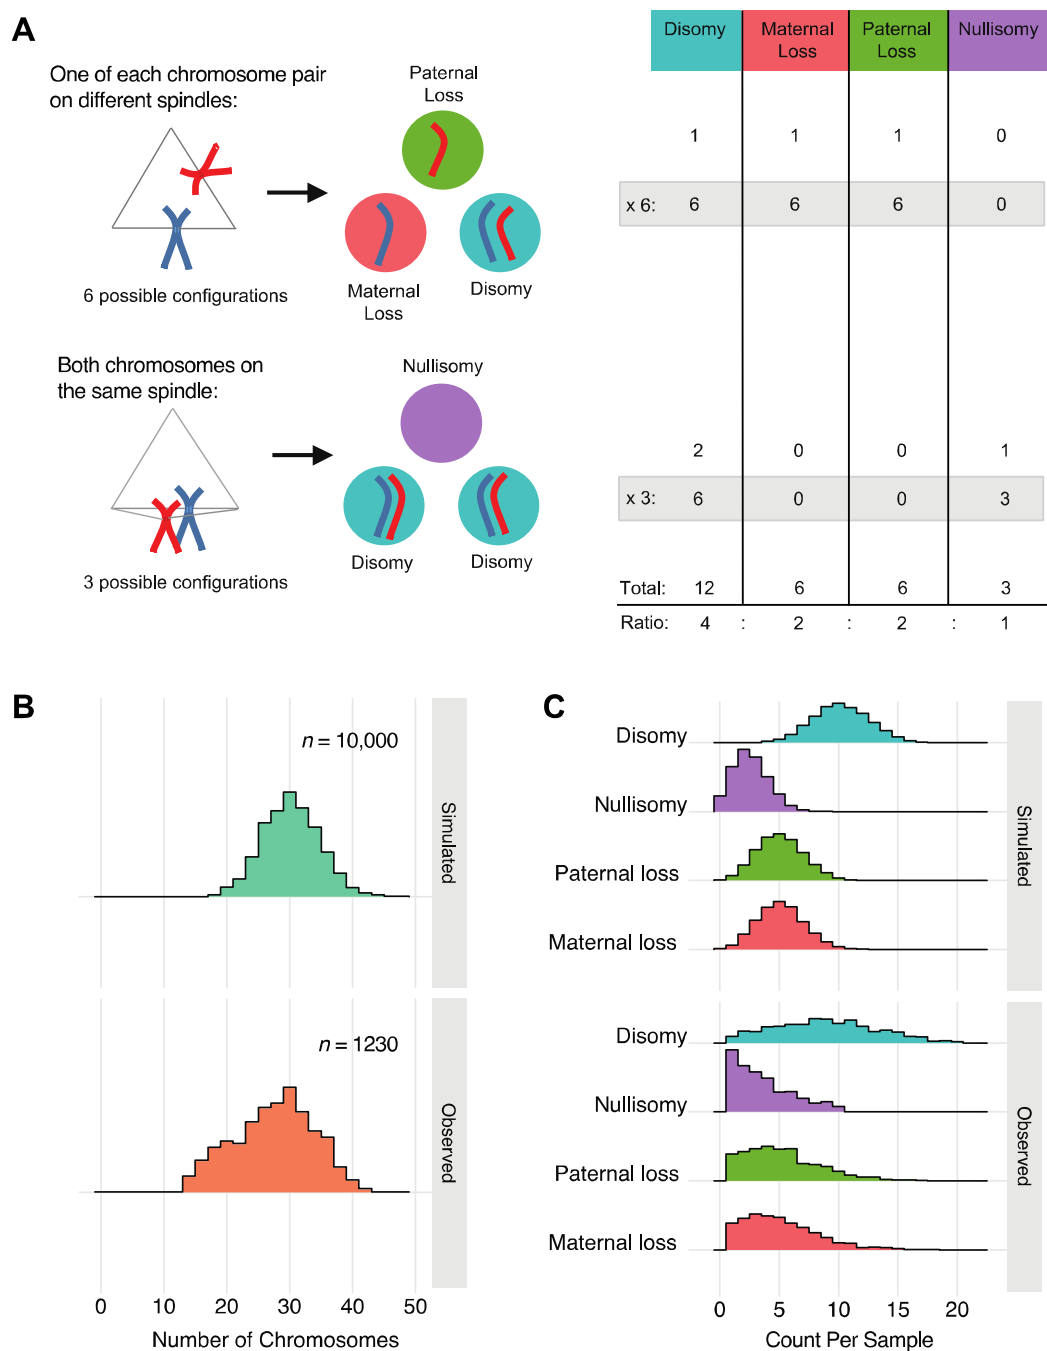 A
One of each chromosome pair
on different spindles:
6 possible configurations
Paternal
Loss
Maternal
Loss
Disomy
Both chromosomes on
the same spindle:
3 possible configurations
Nullisomy
Disomy
Disomy
Disomy Maternal Loss Paternal Loss Nullisomy
1 1 1 0
x 6: 6 6 6 0
2 0 0 1
x 3: 6 0 0 3
Total: 12 6 6 3
Ratio: 4 : 2 : 2 : 1
B
n = 10,000
Simulated
n = 1230
Observed
0 10 20 30 40 50
Number of Chromosomes
C
Disomy
Nullisomy
Paternal loss
Maternal loss
Simulated
Disomy
Nullisomy
Paternal loss
Maternal loss
Observed
0 5 10 15 20
Count Per Sample